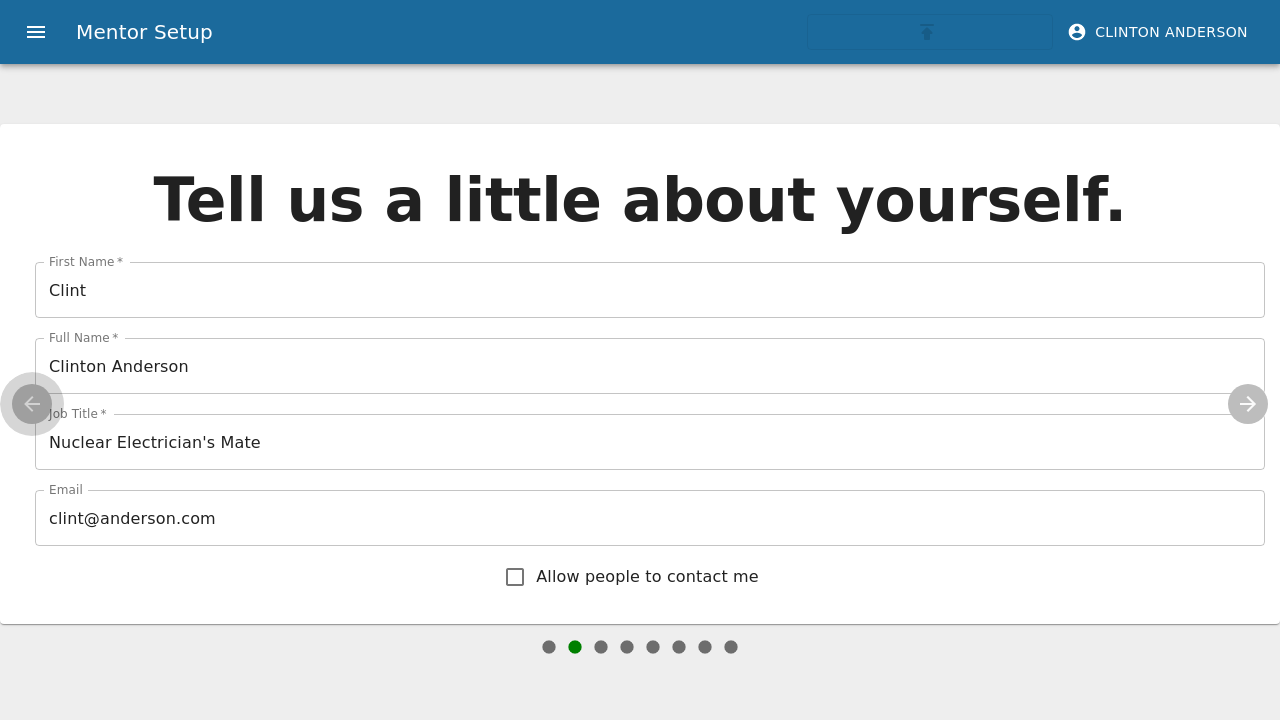 Mentor Setup
CLINTON ANDERSON
Tell us a little about yourself.
First Name *
Clint
Full Name *
Clinton Anderson
Job Title *
Nuclear Electrician's Mate
Email
clint@anderson.com
Allow people to contact me